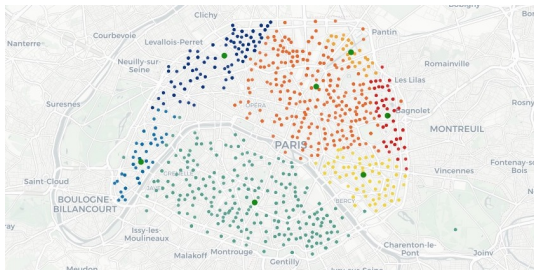 Clichy
Courbevoie
Nanterre
Levallois-Perret
Pantin
Neuilly-sur-
Seine
Romainville
Les Lilas
Suresnes
OPÉRA
Bagnolet
MONTREUIL
PARIS
Vincennes
Fontenay-s
Bois
GRENELLE
Saint-Cloud
BOULOGNE-
BILLANCOURT
BERCY
Issy-les-
Moulineaux
Charenton-le-
Pont
Joinv
Malakoff
Montrouge
Gentilly
Meudon